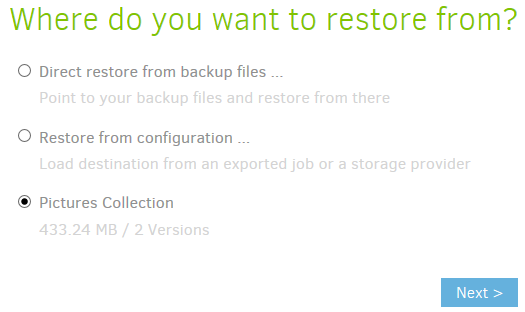 Where do you want to restore from?
Direct restore from backup files ...
Point to your backup files and restore from there
Restore from configuration ...
Load destination from an exported job or a storage provider
Pictures Collection
433.24 MB / 2 Versions
Next >